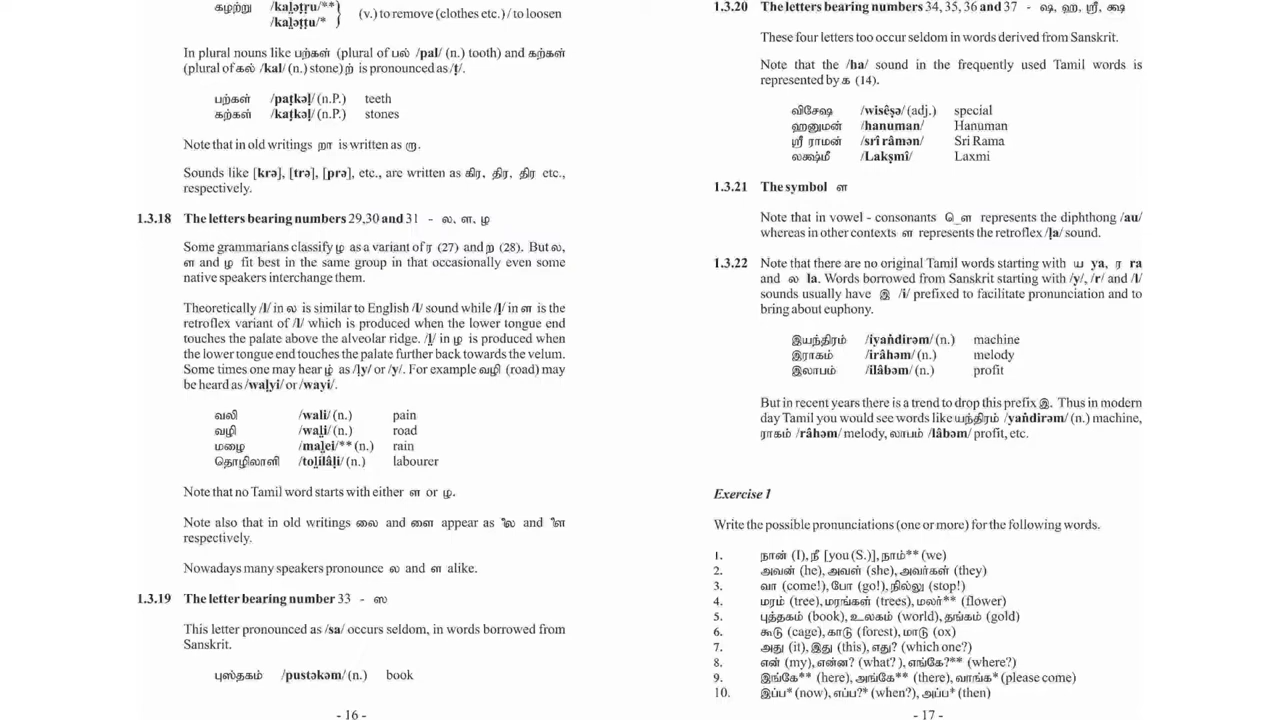 கழற்று /kaḻəṯṟu/** (v.) to remove (clothes etc.) / to loosen
/kaḻəṭṭu/*
In plural nouns like பற்கள் (plural of பல் /pal/ (n.) tooth) and கற்கள்
(plural of கல் /kal/ (n.) stone) ற் is pronounced as /ṭ/.
பற்கள் /paṭkəḷ/ (n.P.) teeth
கற்கள் /kaṭkəḷ/ (n.P.) stones
Note that in old writings றா is written as ௫.
Sounds like [krə], [trə], [prə], etc., are written as கிர, திர, திர etc.,
respectively.
1.3.18 The letters bearing numbers 29,30 and 31 - ல, ள, ழ
Some grammarians classify ழ as a variant of ர (27) and ற (28). But ல,
ள and ழ fit best in the same group in that occasionally even some
native speakers interchange them.
Theoretically /l/ in ல is similar to English /l/ sound while /ḷ/ in ள is the
retroflex variant of /l/ which is produced when the lower tongue end
touches the palate above the alveolar ridge. /ḻ/ in ழ is produced when
the lower tongue end touches the palate further back towards the velum.
Some times one may hear ழ் as /ḷy/ or /y/. For example வழி (road) may
be heard as /waḷyi/ or /wayi/.
வலி /wali/ (n.) pain
வழி /waḻi/ (n.) road
மழை /maḻei/** (n.) rain
தொழிலாளி /toḻilâḷi/ (n.) labourer
Note that no Tamil word starts with either ள or ழ.
Note also that in old writings லை and ளை appear as
respectively.
Nowadays many speakers pronounce ல and ள alike.
1.3.19 The letter bearing number 33 - ஸ
This letter pronounced as /sa/ occurs seldom, in words borrowed from
Sanskrit.
புஸ்தகம் /pustəkəm/ (n.) book
- 16 -
1.3.20 The letters bearing numbers 34, 35, 36 and 37 - ஷ, ஹ, ஸ்ரீ, க்ஷ
These four letters too occur seldom in words derived from Sanskrit.
Note that the /ha/ sound in the frequently used Tamil words is
represented by க (14).
விசேஷ /wisêṣə/ (adj.) special
ஹனுமன் /hanuman/ Hanuman
ஸ்ரீ ராமன் /srî râmən/ Sri Rama
லக்ஷ்மீ /Lakṣmî/ Laxmi
1.3.21 The symbol ள
Note that in vowel - consonants ௌ represents the diphthong /au/
whereas in other contexts ள represents the retroflex /ḷa/ sound.
1.3.22 Note that there are no original Tamil words starting with ய ya, ர ra
and ல la. Words borrowed from Sanskrit starting with /y/, /r/ and /l/
sounds usually have இ /i/ prefixed to facilitate pronunciation and to
bring about euphony.
இயந்திரம் /iyaṅdirəm/ (n.) machine
இராகம் /irâhəm/ (n.) melody
இலாபம் /ilâbəm/ (n.) profit
But in recent years there is a trend to drop this prefix இ. Thus in modern
day Tamil you would see words like யந்திரம் /yaṅdirəm/ (n.) machine,
ராகம் /râhəm/ melody, லாபம் /lâbəm/ profit, etc.
Exercise 1
Write the possible pronunciations (one or more) for the following words.
1. நான் (I), நீ [you (S.)], நாம்** (we)
2. அவன் (he), அவள் (she), அவர்கள் (they)
3. வா (come!), போ (go!), நில்லு (stop!)
4. மரம் (tree), மரங்கள் (trees), மலர்** (flower)
5. புத்தகம் (book), உலகம் (world), தங்கம் (gold)
6. கூடு (cage), காடு (forest), மாடு (ox)
7. அது (it), இது (this), எது? (which one?)
8. என் (my), என்ன? (what? ), எங்கே?** (where?)
9. இங்கே** (here), அங்கே** (there), வாங்க* (please come)
10. இப்ப* (now), எப்ப?* (when?), அப்ப* (then)
- 17 -